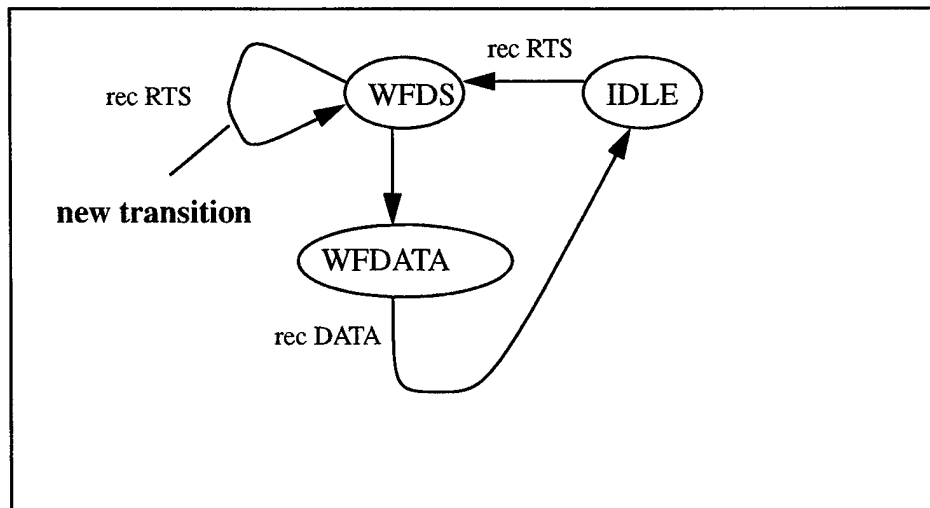 rec RTS
rec RTS
WFDS
IDLE
new transition
WFDATA
rec DATA